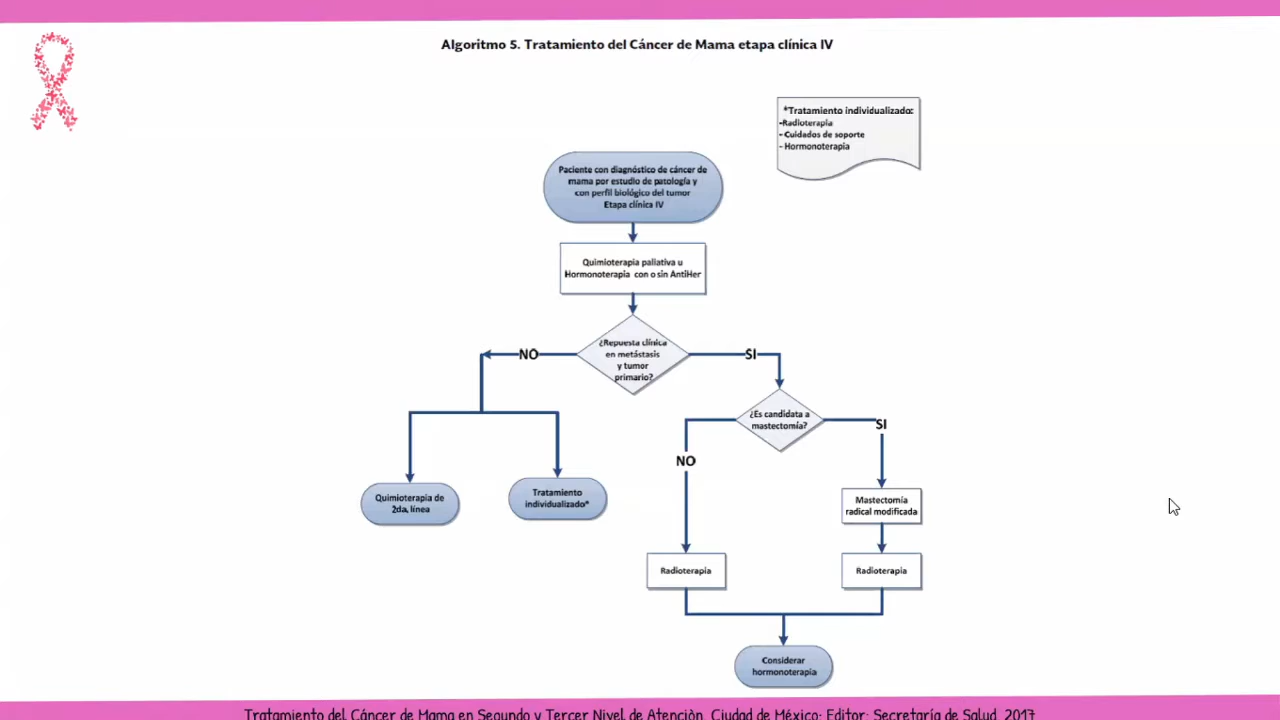 Algoritmo 5. Tratamiento del Cáncer de Mama etapa clínica IV
*Tratamiento individualizado:
-Radioterapia
- Cuidados de soporte
- Hormonoterapia
Paciente con diagnóstico de cáncer de
mama por estudio de patología y
con perfil biológico del tumor
Etapa clínica IV
Quimioterapia paliativa u
Hormonoterapia con o sin AntiHer
¿Repuesta clínica
en metástasis
y tumor
primario?
NO
SI
¿Es candidata a
mastectomía?
SI
NO
Quimioterapia de
2da, línea
Tratamiento
individualizado*
Mastectomía
radical modificada
Radioterapia
Radioterapia
Considerar
hormonoterapia
Tratamiento del Cáncer de Mama en Segundo y Tercer Nivel de Atenciòn. Ciudad de México: Editor; Secretaría de Salud, 2017